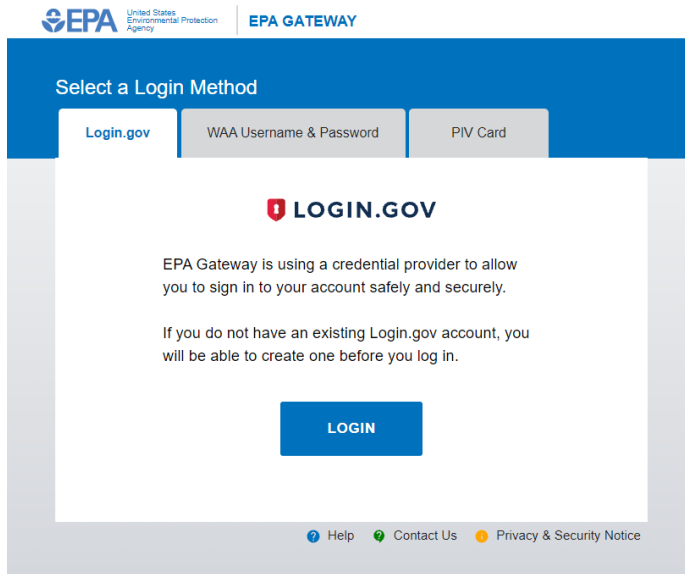 EPA
United States
Environmental Protection
Agency
EPA GATEWAY
Select a Login Method
Login.gov
WAA Username & Password
PIV Card
LOGIN.GOV
EPA Gateway is using a credential provider to allow
you to sign in to your account safely and securely.
If you do not have an existing Login.gov account, you
will be able to create one before you log in.
LOGIN
? Help ? Contact Us Privacy & Security Notice